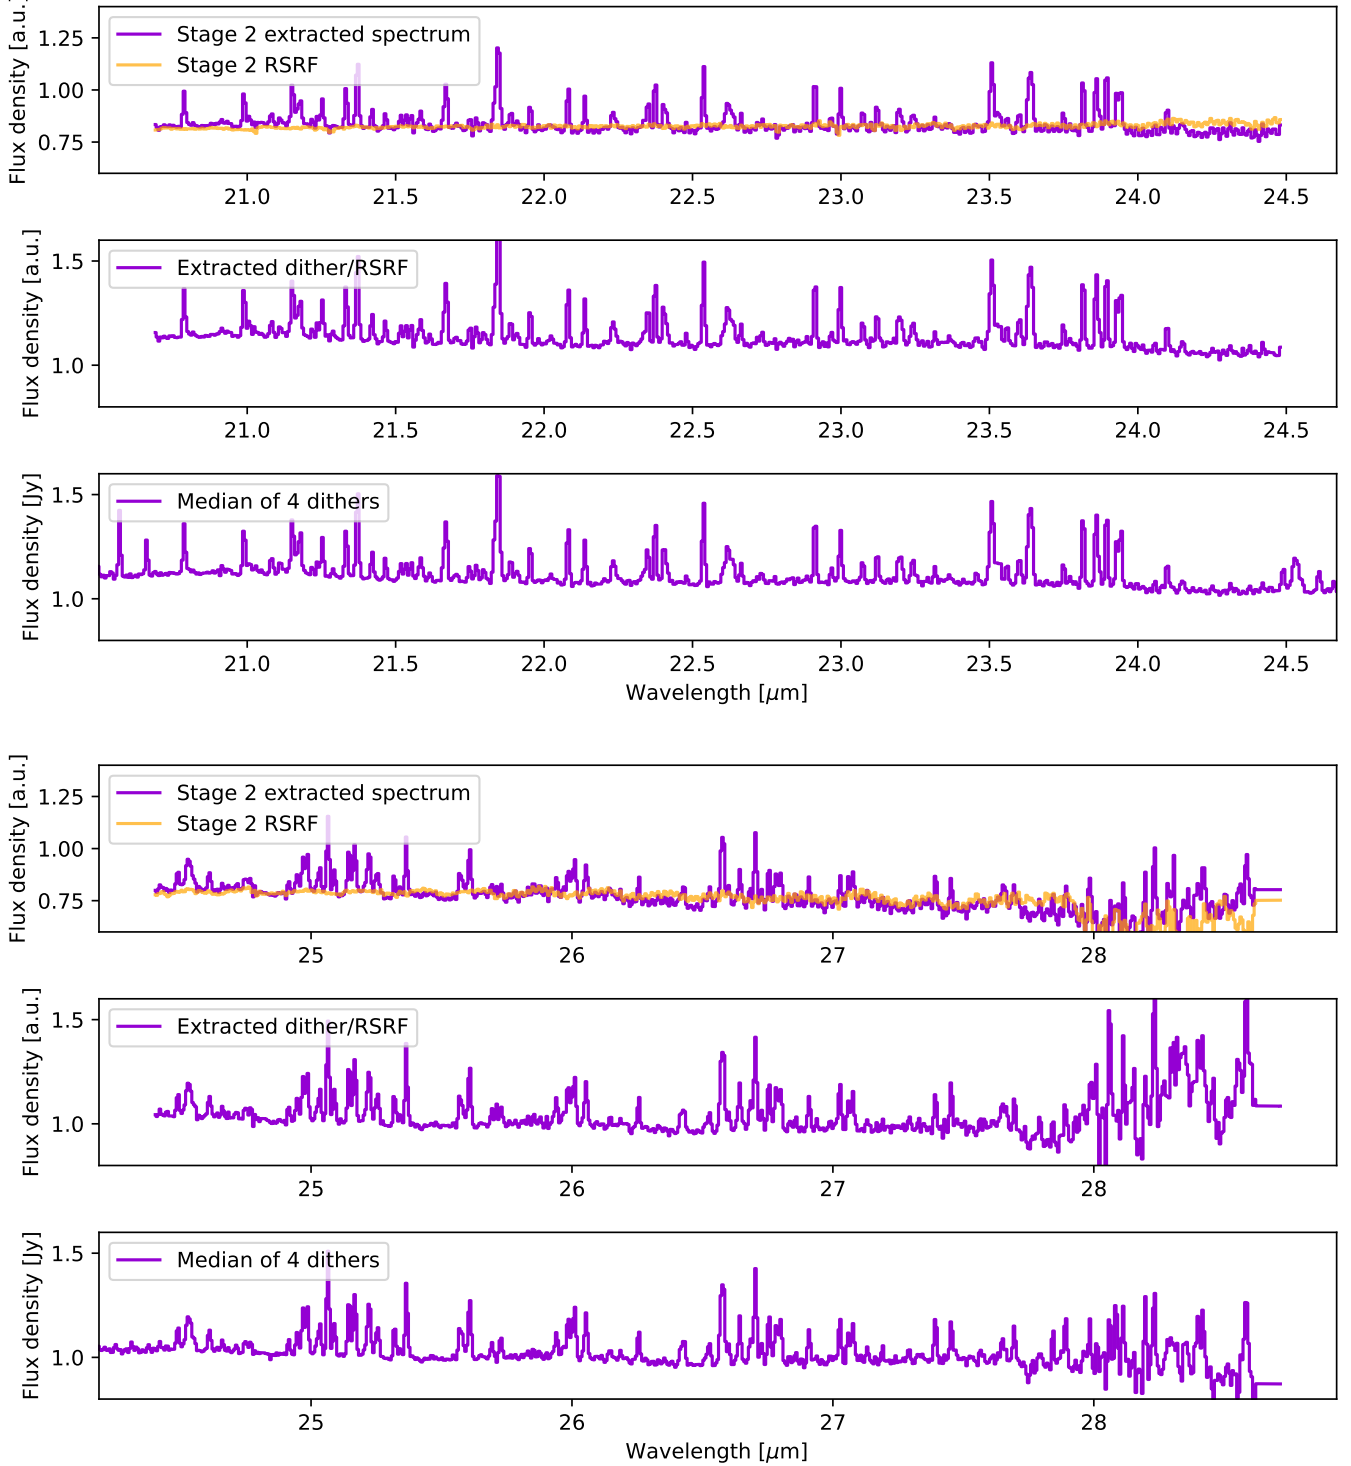 Flux density [a.u.]
1.25
1.00
0.75
Stage 2 extracted spectrum
Stage 2 RSRF
21.0 21.5 22.0 22.5 23.0 23.5 24.0 24.5
Flux density [a.u.]
1.5
1.0
Extracted dither/RSRF
21.0 21.5 22.0 22.5 23.0 23.5 24.0 24.5
Flux density [Jy]
1.5
1.0
Median of 4 dithers
21.0 21.5 22.0 22.5 23.0 23.5 24.0 24.5
Wavelength [μm]
Flux density [a.u.]
1.25
1.00
0.75
Stage 2 extracted spectrum
Stage 2 RSRF
25 26 27 28
Flux density [a.u.]
1.5
1.0
Extracted dither/RSRF
25 26 27 28
Flux density [Jy]
1.5
1.0
Median of 4 dithers
25 26 27 28
Wavelength [μm]